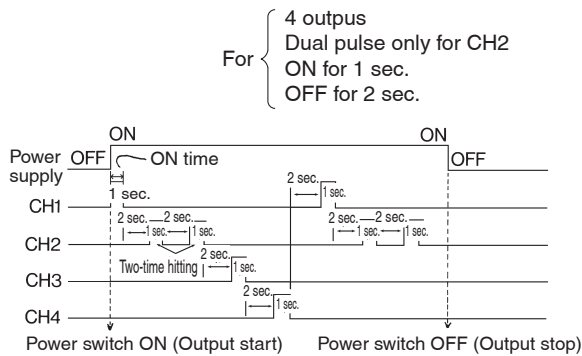 For
4 outpus
Dual pulse only for CH2
ON for 1 sec.
OFF for 2 sec.
ON
ON
Power supply
OFF
ON time
OFF
1 sec.
2 sec.
1 sec.
CH1
2 sec.
2 sec.
2 sec.
2 sec.
1 sec.
1 sec.
1 sec.
1 sec.
CH2
Two-time hitting
2 sec.
1 sec.
CH3
2 sec.
1 sec.
CH4
Power switch ON (Output start)
Power switch OFF (Output stop)